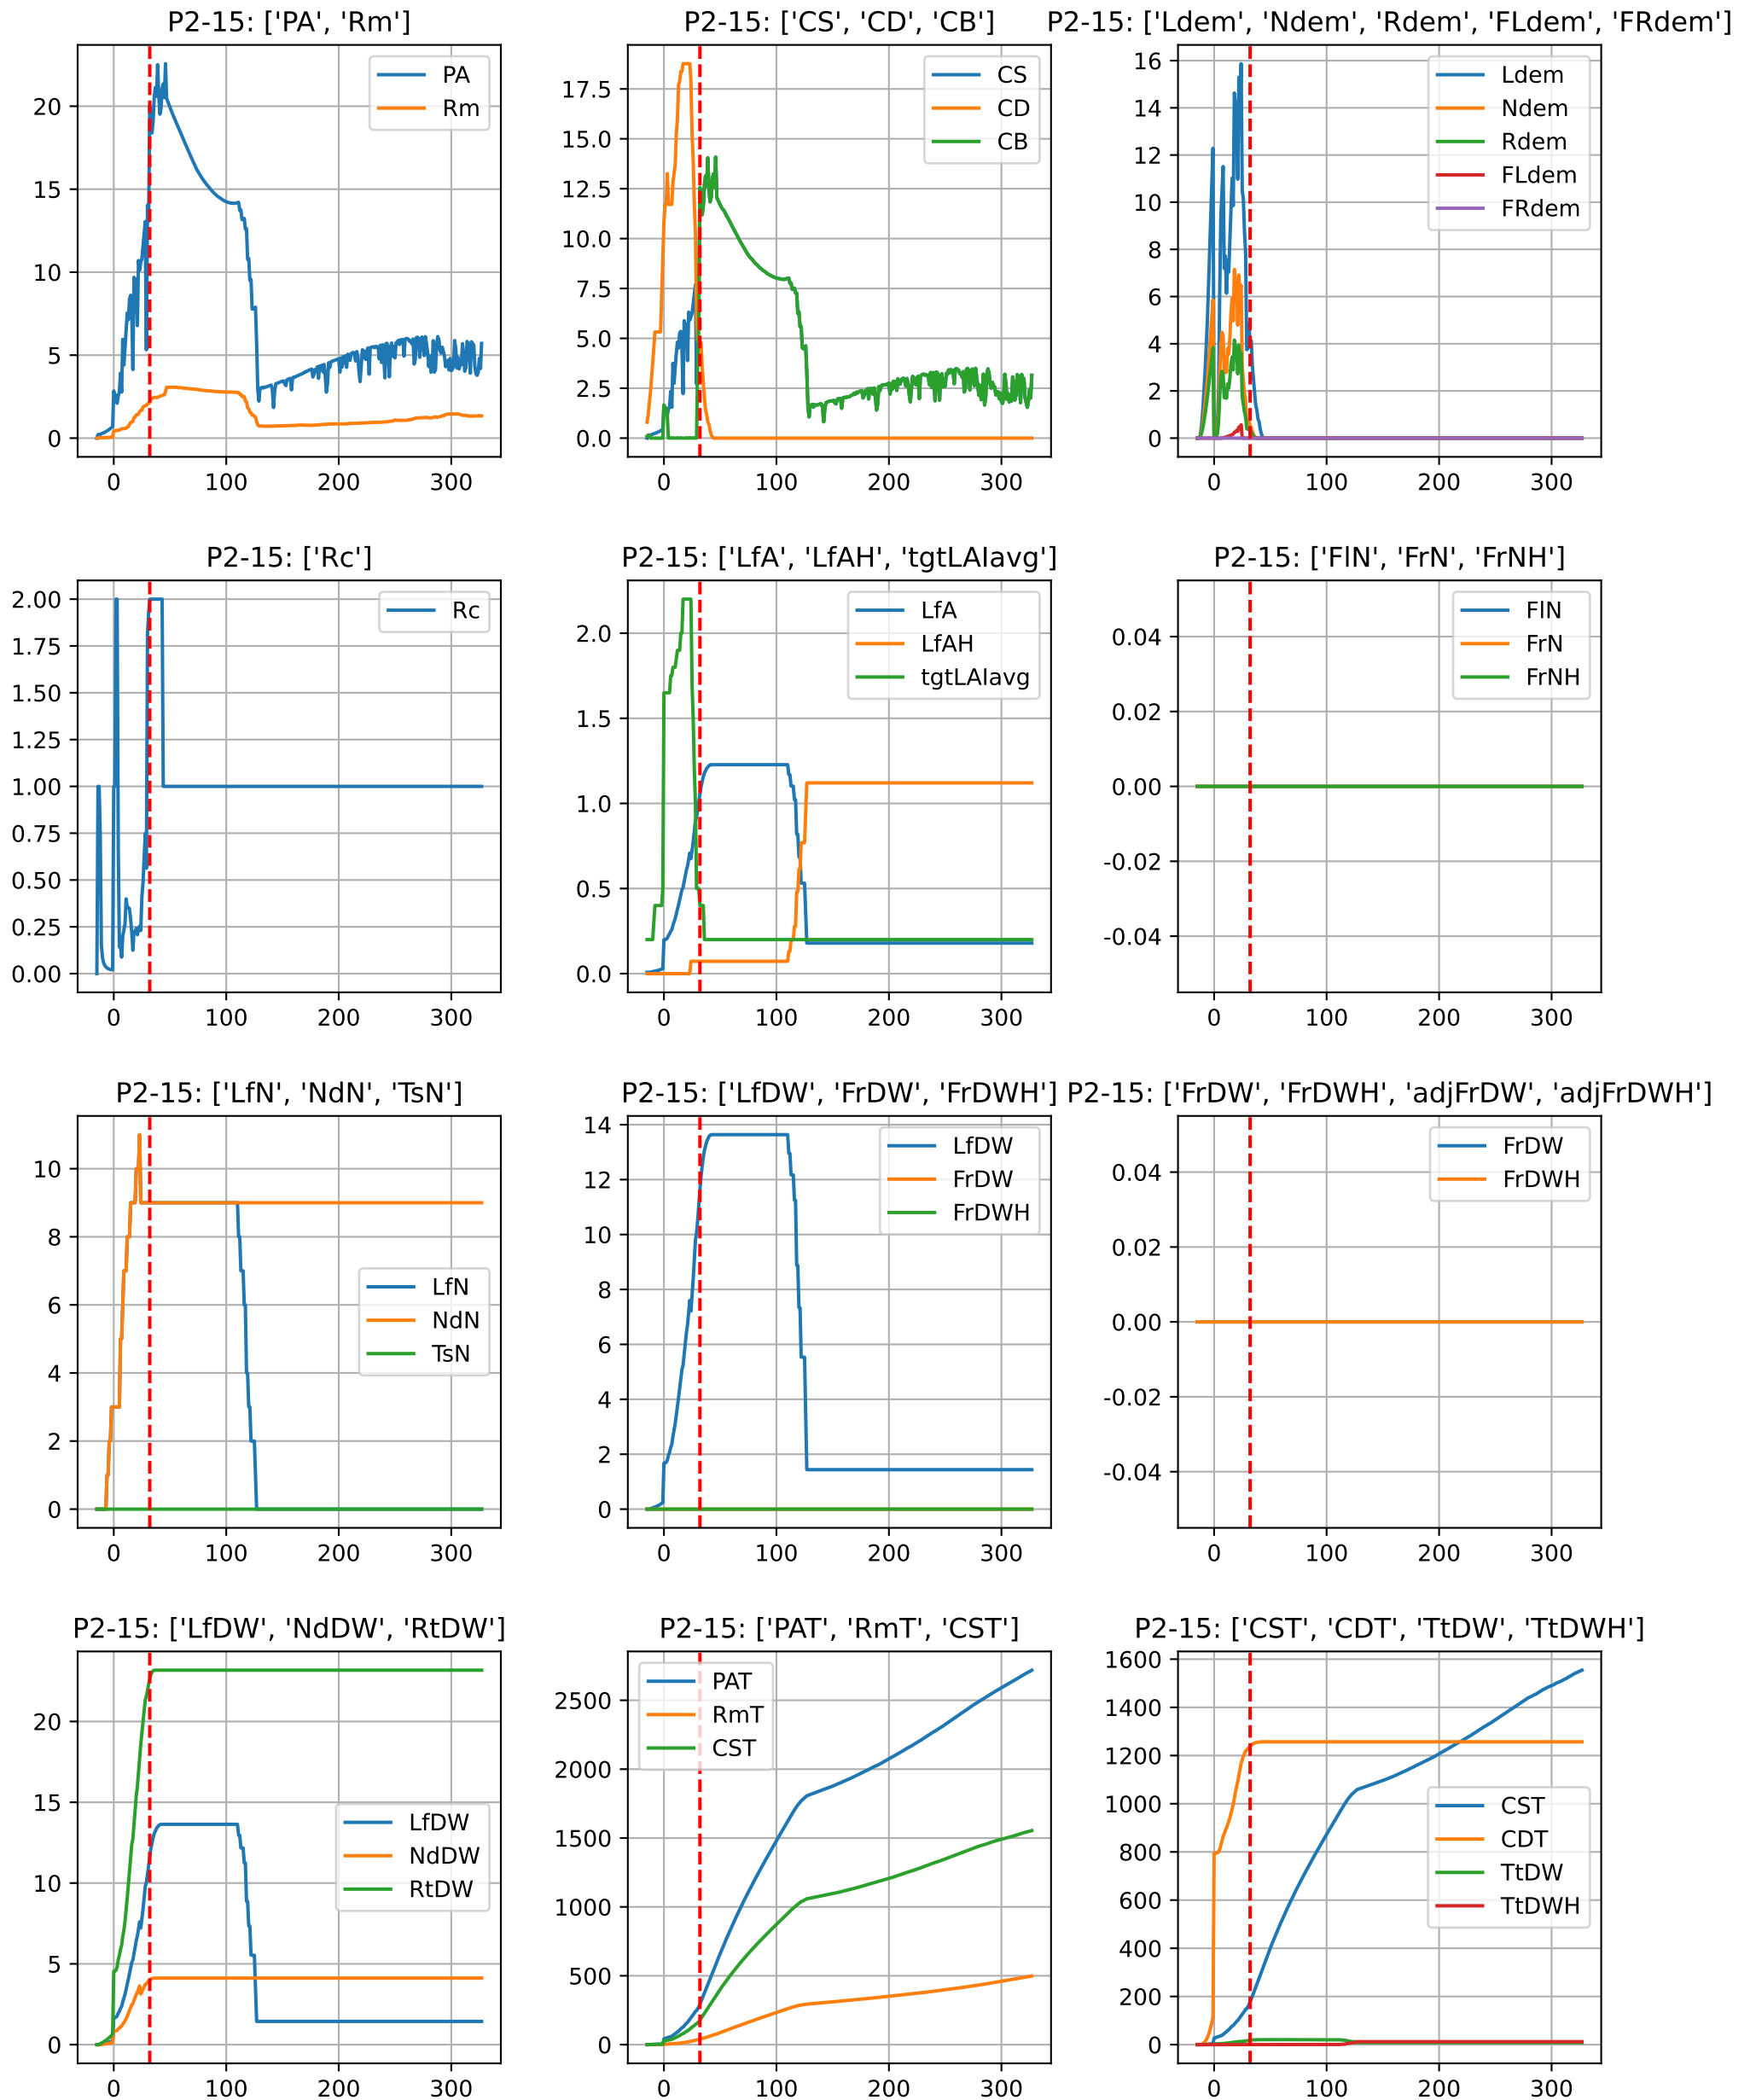 P2-15: ['PA', 'Rm']
20
15
10
5
0
0 100 200 300
PA
Rm
P2-15: ['CS', 'CD', 'CB']
17.5
15.0
12.5
10.0
7.5
5.0
2.5
0.0
0 100 200 300
CS
CD
CB
P2-15: ['Ldem', 'Ndem', 'Rdem', 'FLdem', 'FRdem']
16
14
12
10
8
6
4
2
0
0 100 200 300
Ldem
Ndem
Rdem
FLdem
FRdem
P2-15: ['Rc']
2.00
1.75
1.50
1.25
1.00
0.75
0.50
0.25
0.00
0 100 200 300
Rc
P2-15: ['LfA', 'LfAH', 'tgtLAIavg']
2.0
1.5
1.0
0.5
0.0
0 100 200 300
LfA
LfAH
tgtLAIavg
P2-15: ['FlN', 'FrN', 'FrNH']
0.04
0.02
0.00
-0.02
-0.04
0 100 200 300
FlN
FrN
FrNH
P2-15: ['LfN', 'NdN', 'TsN']
10
8
6
4
2
0
0 100 200 300
LfN
NdN
TsN
P2-15: ['LfDW', 'FrDW', 'FrDWH']
14
12
10
8
6
4
2
0
0 100 200 300
LfDW
FrDW
FrDWH
P2-15: ['FrDW', 'FrDWH', 'adjFrDW', 'adjFrDWH']
0.04
0.02
0.00
-0.02
-0.04
0 100 200 300
FrDW
FrDWH
P2-15: ['LfDW', 'NdDW', 'RtDW']
20
15
10
5
0
0 100 200 300
LfDW
NdDW
RtDW
P2-15: ['PAT', 'RmT', 'CST']
2500
2000
1500
1000
500
0
0 100 200 300
PAT
RmT
CST
P2-15: ['CST', 'CDT', 'TtDW', 'TtDWH']
1600
1400
1200
1000
800
600
400
200
0
0 100 200 300
CST
CDT
TtDW
TtDWH